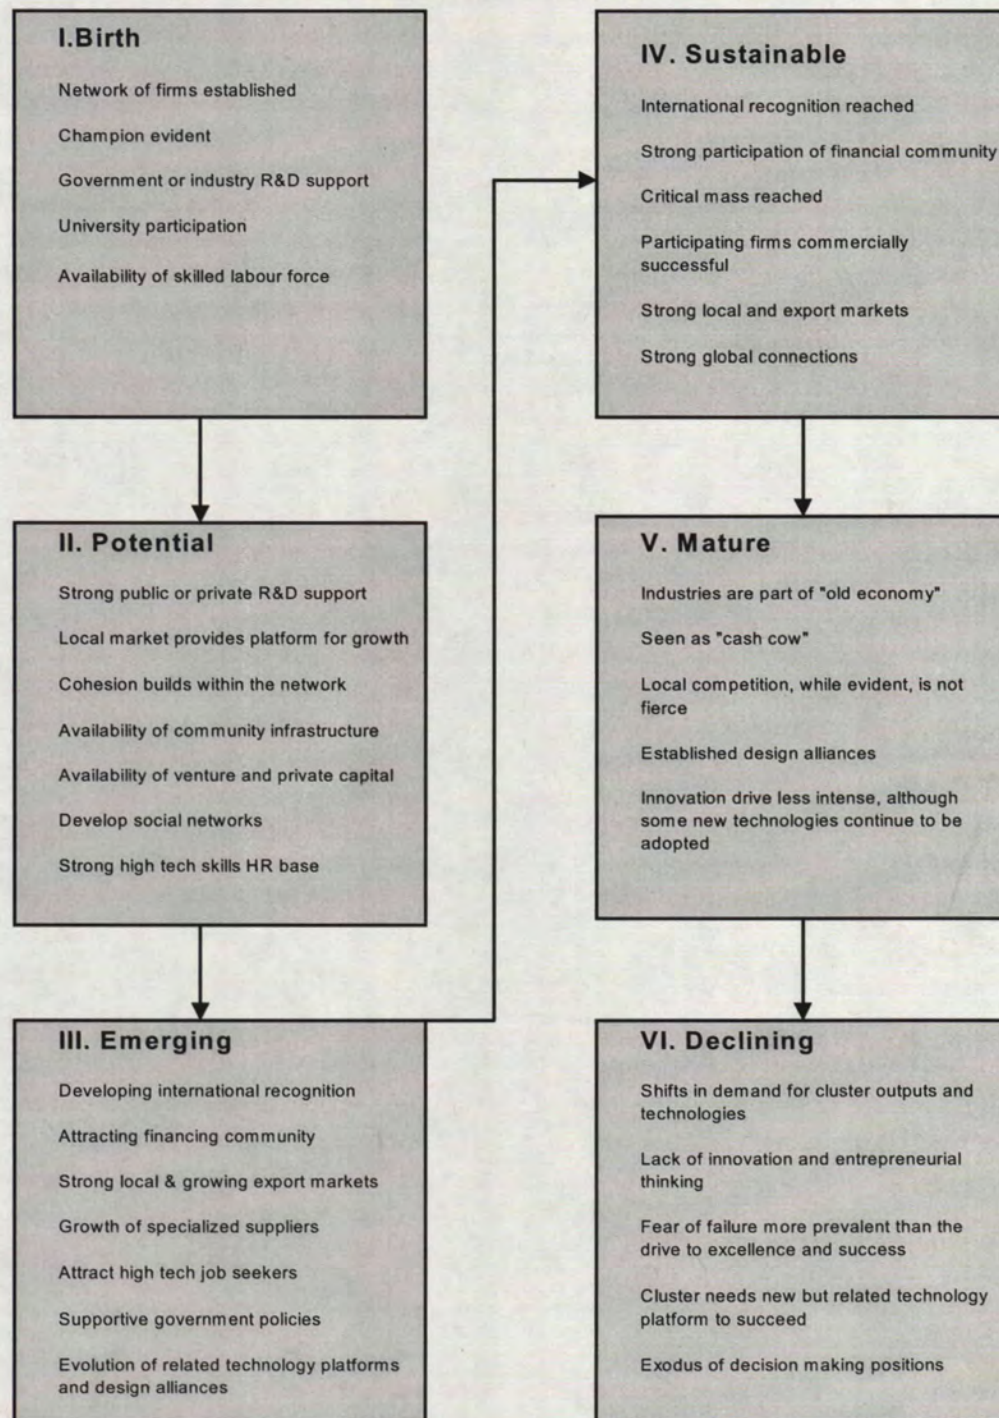 I.Birth
Network of firms established
Champion evident
Government or industry R&D support
University participation
Availability of skilled labour force
II. Potential
Strong public or private R&D support
Local market provides platform for growth
Cohesion builds within the network
Availability of community infrastructure
Availability of venture and private capital
Develop social networks
Strong high tech skills HR base
III. Emerging
Developing international recognition
Attracting financing community
Strong local & growing export markets
Growth of specialized suppliers
Attract high tech job seekers
Supportive government policies
Evolution of related technology platforms
and design alliances
IV. Sustainable
International recognition reached
Strong participation of financial community
Critical mass reached
Participating firms commercially
successful
Strong local and export markets
Strong global connections
V. Mature
Industries are part of "old economy"
Seen as "cash cow"
Local competition, while evident, is not
fierce
Established design alliances
Innovation drive less intense, although
some new technologies continue to be
adopted
VI. Declining
Shifts in demand for cluster outputs and
technologies
Lack of innovation and entrepreneurial
thinking
Fear of failure more prevalent than the
drive to excellence and success
Cluster needs new but related technology
platform to succeed
Exodus of decision making positions